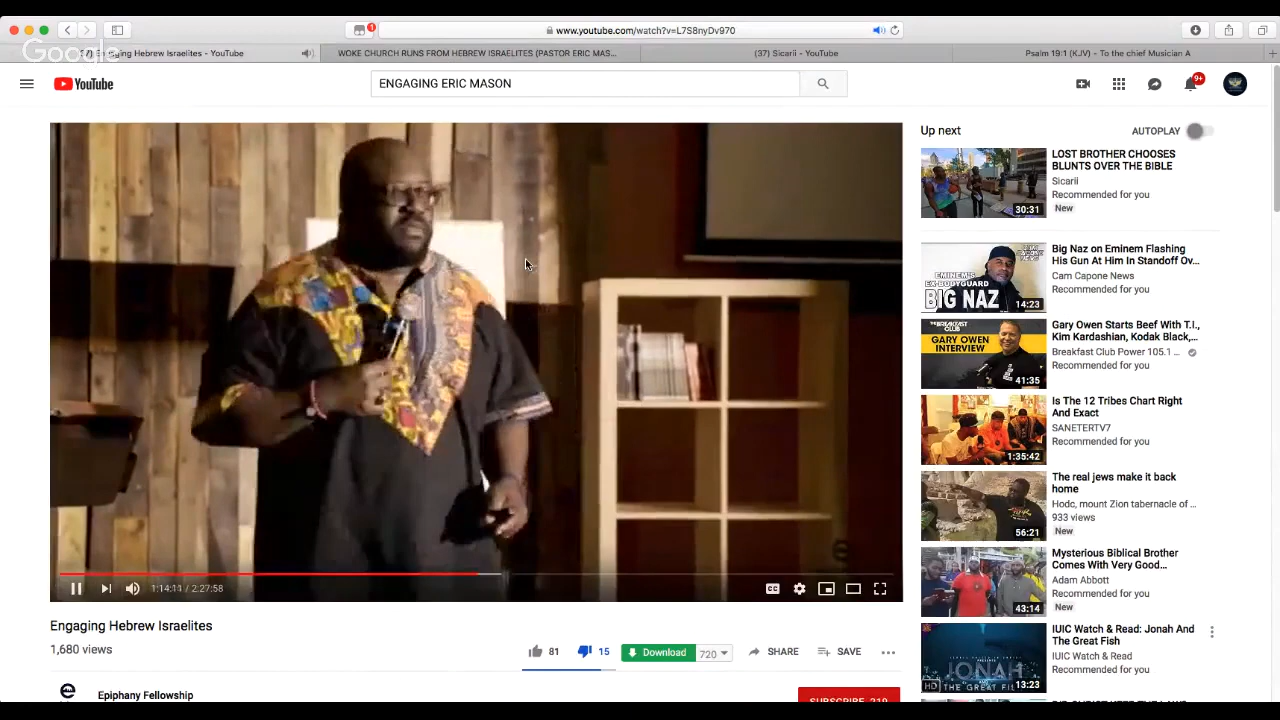 www.youtube.com/watch?v=L7S8nyDv970
Engaging Hebrew Israelites - YouTube
WOKE CHURCH RUNS FROM HEBREW ISRAELITES (PASTOR ERIC MAS...
(37) Sicarii - YouTube
Psalm 19:1 (KJV) - To the chief Musician A
YouTube
ENGAGING ERIC MASON
9+
Up next
AUTOPLAY
LOST BROTHER CHOOSES
BLUNTS OVER THE BIBLE
Sicarii
Recommended for you
New
30:31
Big Naz on Eminem Flashing
His Gun At Him In Standoff Ov...
Cam Capone News
Recommended for you
EMINEM'S
EX-BODYGUARD
BIG NAZ
14:23
Gary Owen Starts Beef With T.I.,
Kim Kardashian, Kodak Black,...
Breakfast Club Power 105.1 ...
Recommended for you
GARY OWEN
INTERVIEW
41:35
Is The 12 Tribes Chart Right
And Exact
SANETERTV7
Recommended for you
1:35:42
The real jews make it back
home
Hodc, mount Zion tabernacle of ...
933 views
New
56:21
Mysterious Biblical Brother
Comes With Very Good...
Adam Abbott
Recommended for you
New
43:14
IUIC Watch & Read: Jonah And
The Great Fish
IUIC Watch & Read
Recommended for you
JONAH
HD
13:23
1:14:11 / 2:27:58
CC
Engaging Hebrew Israelites
1,680 views
81
15
Download
720
SHARE
SAVE
Epiphany Fellowship
SUBSCRIBE 219